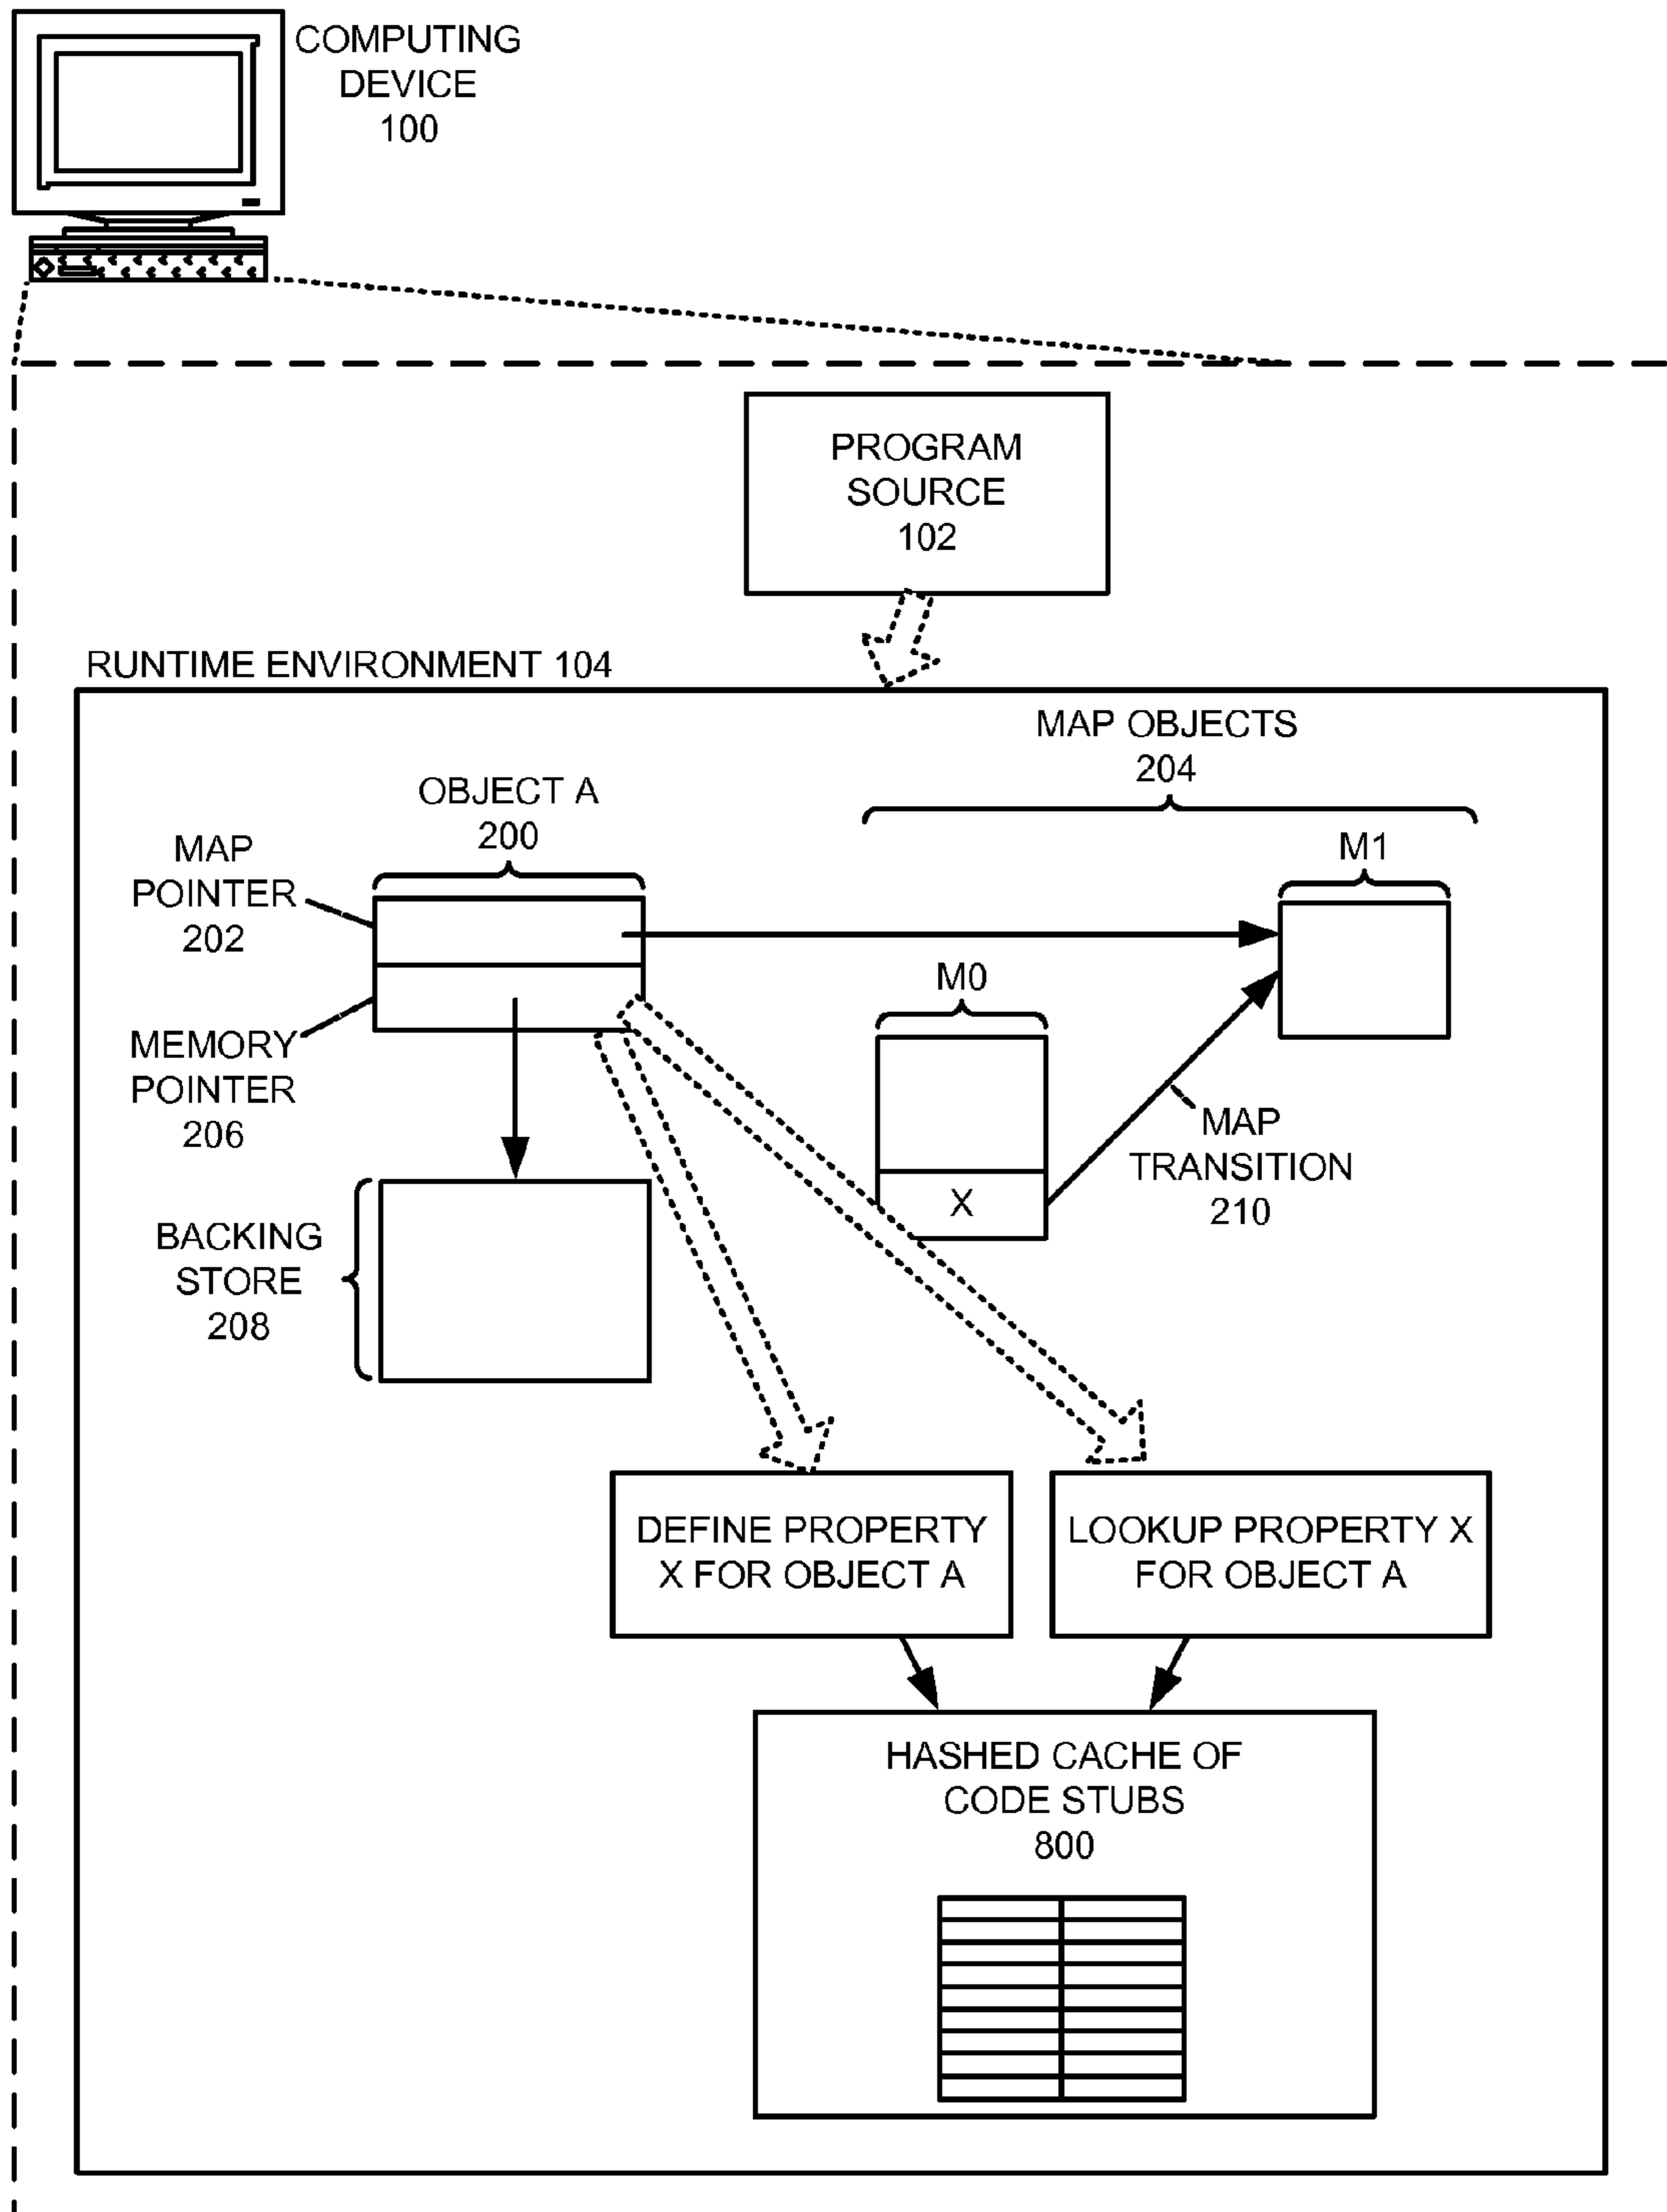 COMPUTING
DEVICE
100
PROGRAM
SOURCE
102
RUNTIME ENVIRONMENT 104
MAP OBJECTS
204
OBJECT A
200
MAP
POINTER
202
M1
M0
MEMORY
POINTER
206
MAP
TRANSITION
210
X
BACKING
STORE
208
DEFINE PROPERTY
X FOR OBJECT A
LOOKUP PROPERTY X
FOR OBJECT A
HASHED CACHE OF
CODE STUBS
800